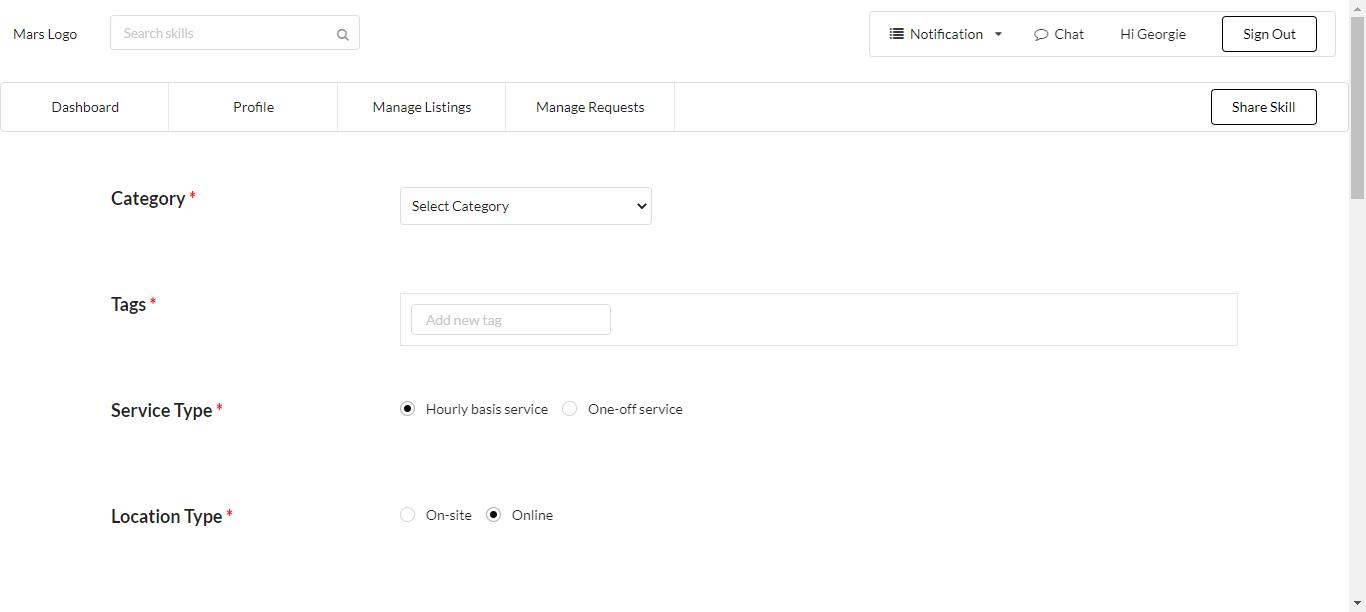 Mars Logo
Search skills
Notification
Chat
Hi Georgie
Sign Out
Dashboard
Profile
Manage Listings
Manage Requests
Share Skill
Category *
Select Category
Tags *
Add new tag
Service Type *
Hourly basis service
One-off service
Location Type *
On-site
Online